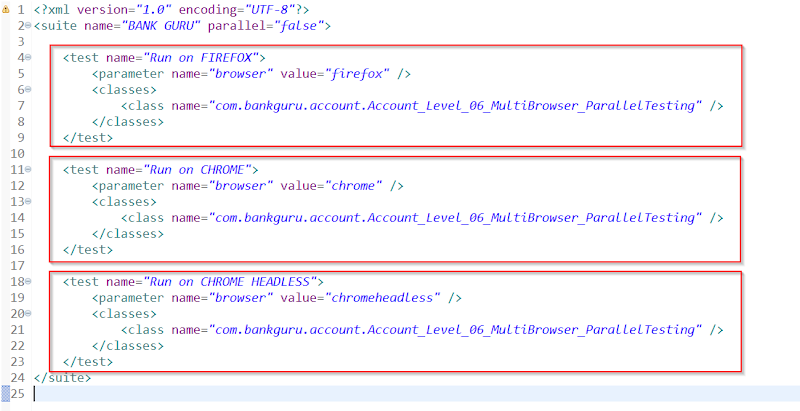 1 <?xml version="1.0" encoding="UTF-8"?>
2 <suite name="BANK GURU" parallel="false">
3
4 <test name="Run on FIREFOX">
5 <parameter name="browser" value="firefox" />
6 <classes>
7 <class name="com.bankguru.account.Account_Level_06_MultiBrowser_ParallelTesting" />
8 </classes>
9 </test>
10
11 <test name="Run on CHROME">
12 <parameter name="browser" value="chrome" />
13 <classes>
14 <class name="com.bankguru.account.Account_Level_06_MultiBrowser_ParallelTesting" />
15 </classes>
16 </test>
17
18 <test name="Run on CHROME HEADLESS">
19 <parameter name="browser" value="chromeheadless" />
20 <classes>
21 <class name="com.bankguru.account.Account_Level_06_MultiBrowser_ParallelTesting" />
22 </classes>
23 </test>
24 </suite>
25